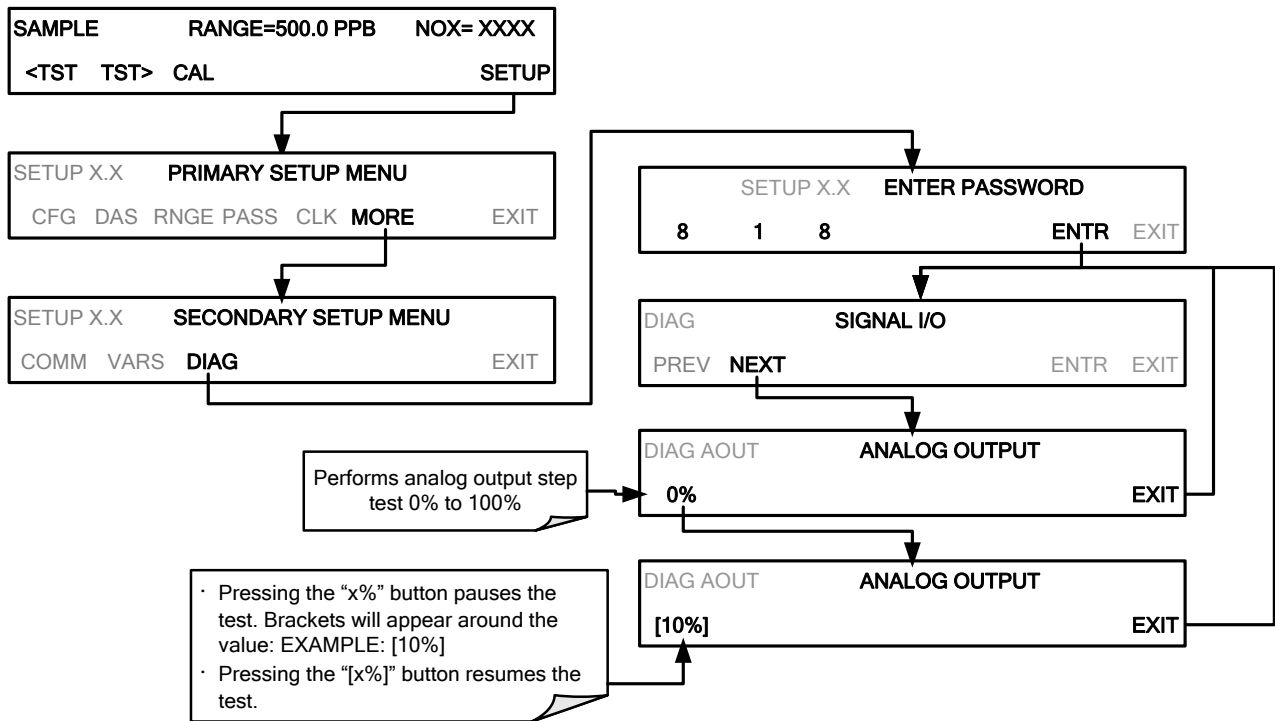 SAMPLE RANGE=500.0 PPB NOX= XXXX
<TST TST> CAL SETUP
SETUP X.X PRIMARY SETUP MENU
CFG DAS RNGE PASS CLK MORE EXIT
SETUP X.X SECONDARY SETUP MENU
COMM VARS DIAG EXIT
SETUP X.X ENTER PASSWORD
8 1 8 ENTR EXIT
DIAG SIGNAL I/O
PREV NEXT ENTR EXIT
DIAG AOUT ANALOG OUTPUT
0% EXIT
Performs analog output step
test 0% to 100%
DIAG AOUT ANALOG OUTPUT
[10%] EXIT
· Pressing the “x%” button pauses the
test. Brackets will appear around the
value: EXAMPLE: [10%]
· Pressing the “[x%]” button resumes the
test.